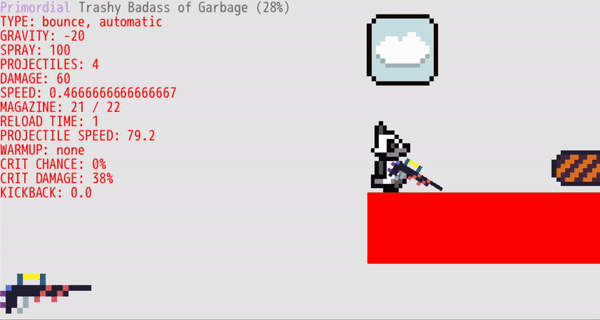 Primordial Trashy Badass of Garbage (28%)
TYPE: bounce, automatic
GRAVITY: -20
SPRAY: 100
PROJECTILES: 4
DAMAGE: 60
SPEED: 0.4666666666666667
MAGAZINE: 21 / 22
RELOAD TIME: 1
PROJECTILE SPEED: 79.2
WARMUP: none
CRIT CHANCE: 0%
CRIT DAMAGE: 38%
KICKBACK: 0.0